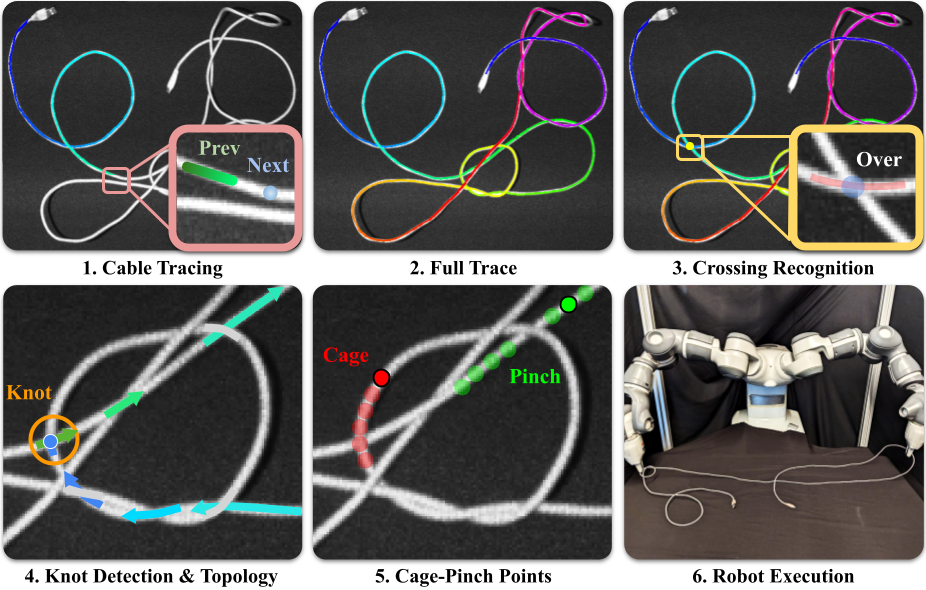 Prev
Next
1. Cable Tracing
2. Full Trace
Over
3. Crossing Recognition
Knot
4. Knot Detection & Topology
Cage
Pinch
5. Cage-Pinch Points
6. Robot Execution